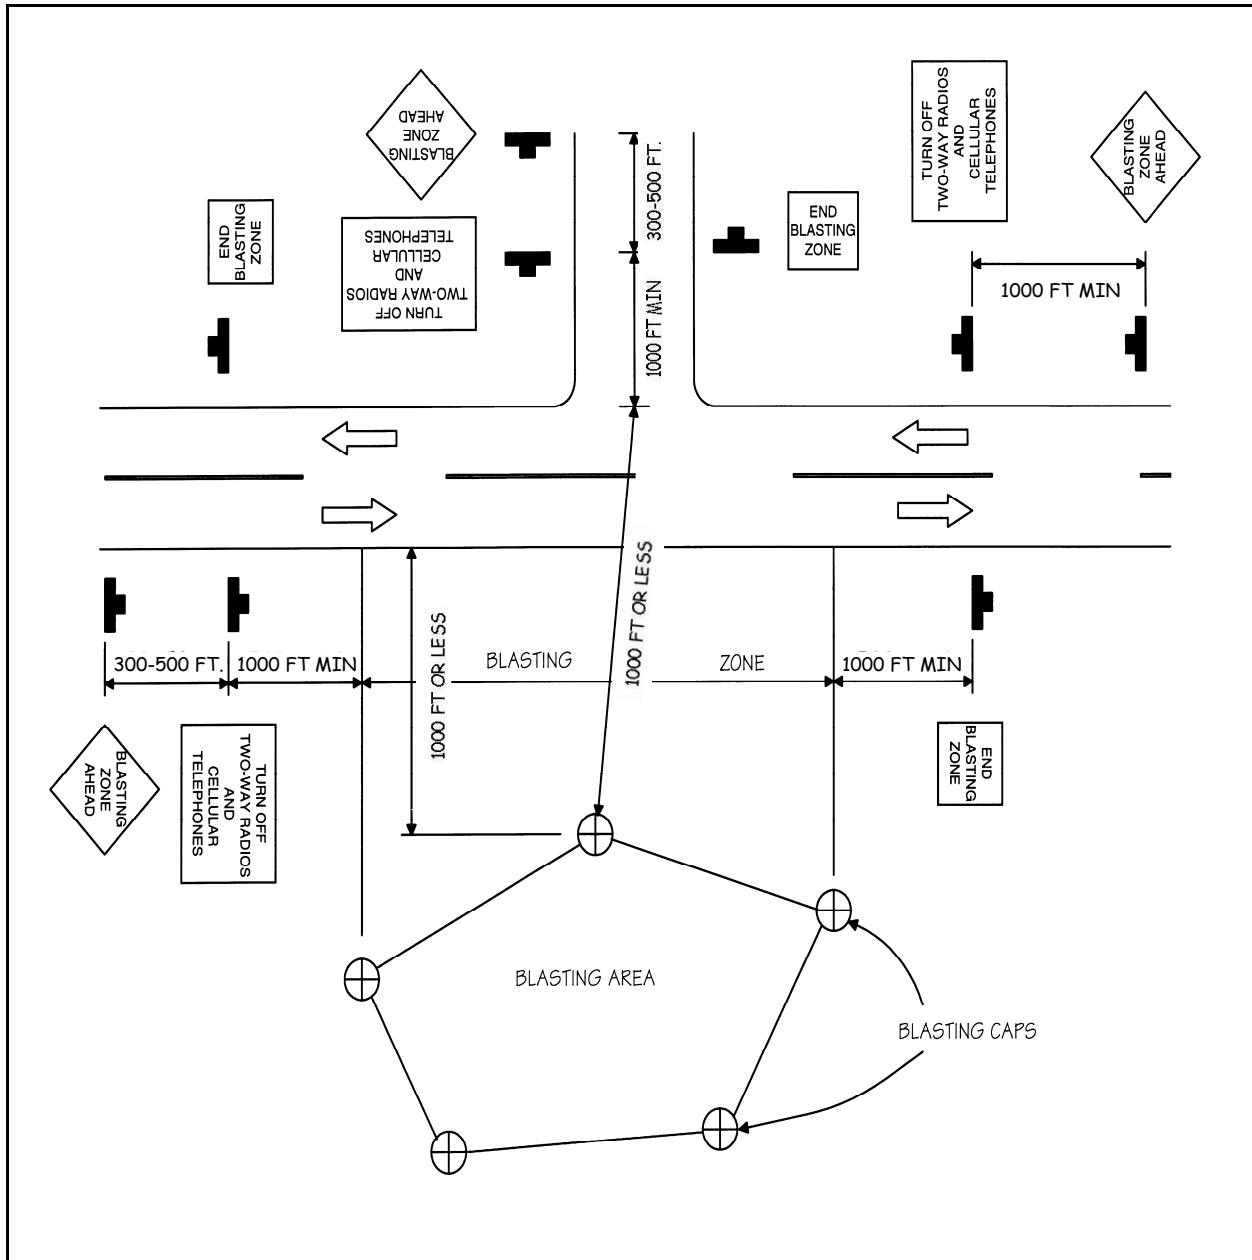 BLASTING
ZONE
AHEAD
END
BLASTING
ZONE
TURN OFF
TWO-WAY RADIOS
AND
CELLULAR
TELEPHONES
300-500 FT.
1000 FT MIN
END
BLASTING
ZONE
TURN OFF
TWO-WAY RADIOS
AND
CELLULAR
TELEPHONES
BLASTING
ZONE
AHEAD
1000 FT MIN
1000 FT OR LESS
1000 FT OR LESS
300-500 FT.
1000 FT MIN
BLASTING ZONE
1000 FT MIN
BLASTING
ZONE
AHEAD
TURN OFF
TWO-WAY RADIOS
AND
CELLULAR
TELEPHONES
END
BLASTING
ZONE
BLASTING AREA
BLASTING CAPS